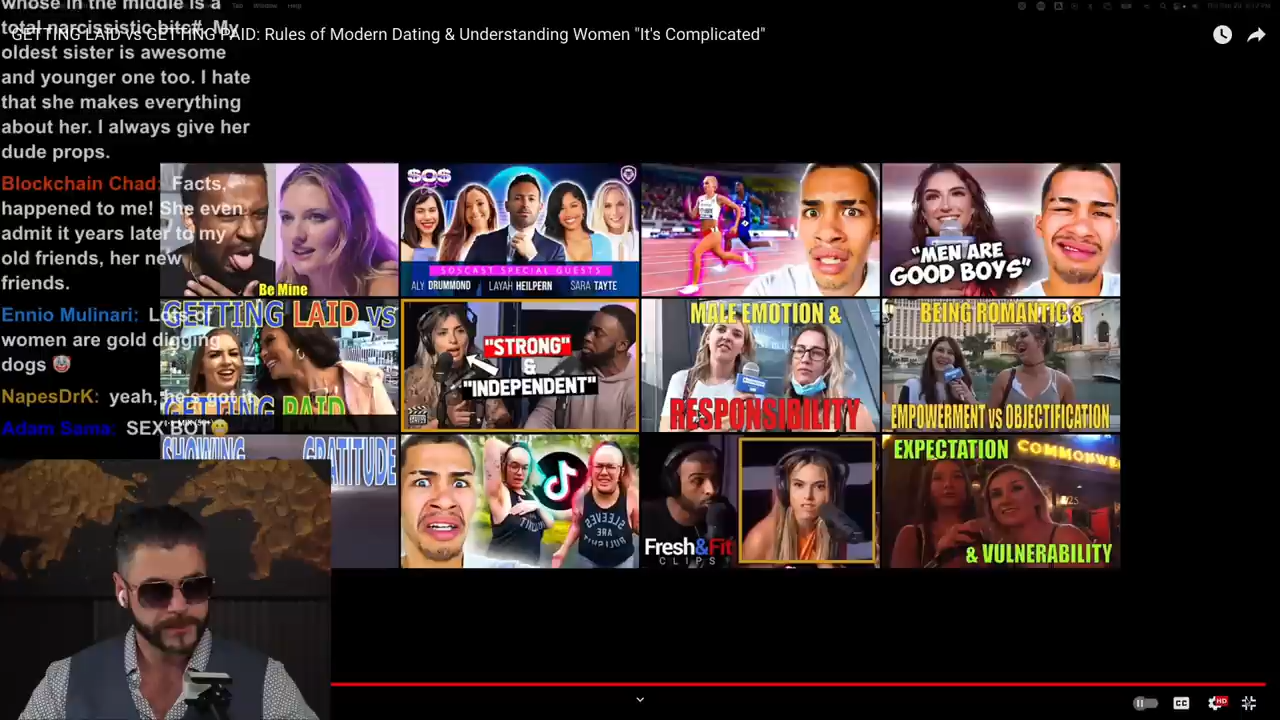 whose in the middle is a
total narcissistic bitc#. My
GETTING LAID vs GETTING PAID: Rules of Modern Dating & Understanding Women "It's Complicated"
oldest sister is awesome
and younger one too. I hate
that she makes everything
about her. I always give her
dude props.
Blockchain Chad: Facts,
happened to me! She even
admit it years later to my
old friends, her new
friends.
Ennio Mulinari: Lots of
women are gold digging
dogs 🤡
NapesDrK: yeah, he's got it
Adam Sama: SEX BOT😬
Be Mine
SOS
SOSCAST SPECIAL GUESTS
ALY DRUMMOND LAYAH HEILPERN SARA TAYTE
"MEN ARE
GOOD BOYS"
GETTING LAID VS
GETTING PAID
"STRONG"
&
"INDEPENDENT"
MALE EMOTION &
RESPONSIBILITY
BEING ROMANTIC &
EMPOWERMENT vs OBJECTIFICATION
SHOWING GRATITUDE
SLEEVES
ARE
BULLSHIT
Fresh&Fit
CLIPS
EXPECTATION
COMMONWE
& VULNERABILITY
CC
HD